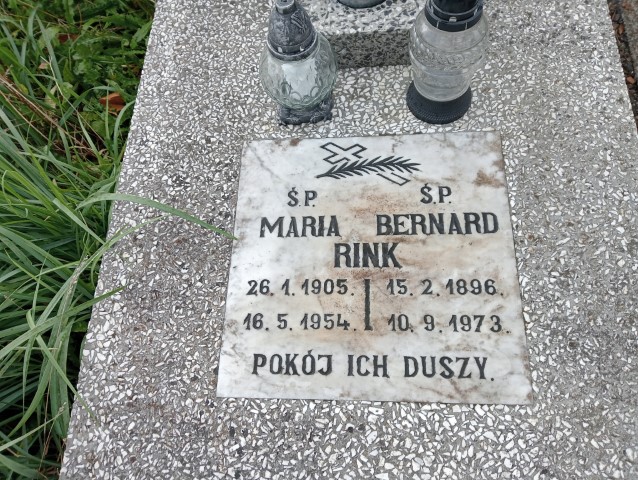 Ś.P. Ś.P.
MARIA BERNARD
RINK
26.1.1905. 15.2.1896.
16.5.1954. 10.9.1973.
POKÓJ ICH DUSZY.